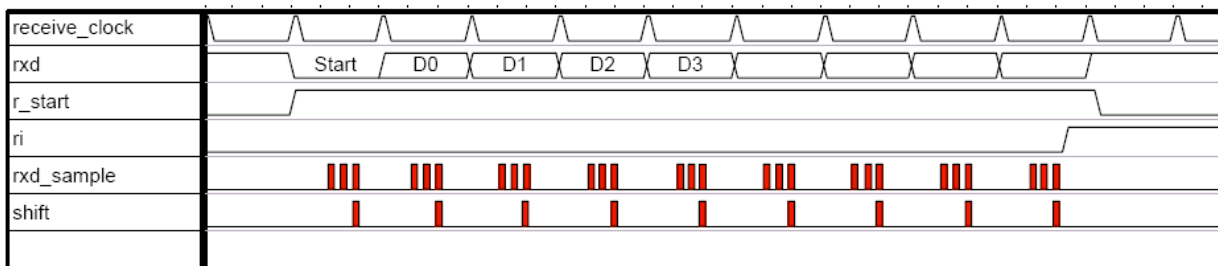 receive_clock
rxd Start D0 D1 D2 D3
r_start
ri
rxd_sample
shift